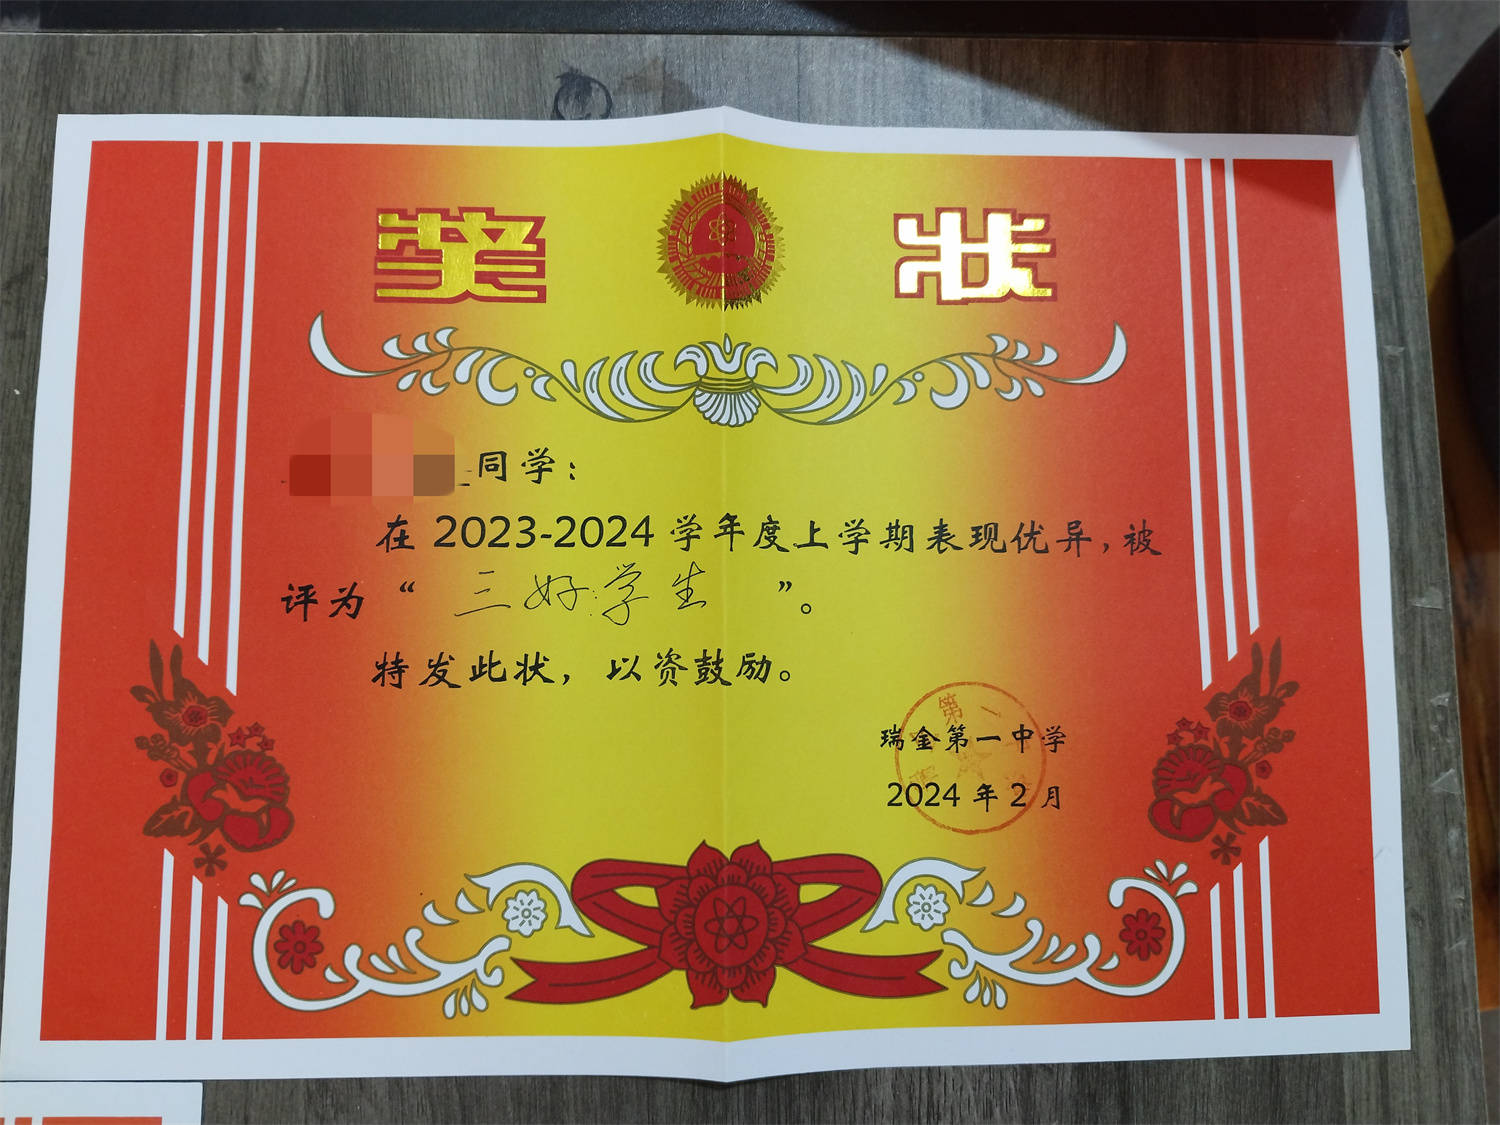 奖状
同学：
在 2023-2024 学年度上学期表现优异，被
评为“三好学生”。
特发此状，以资鼓励。
第一
瑞金第一中学
2024 年 2 月